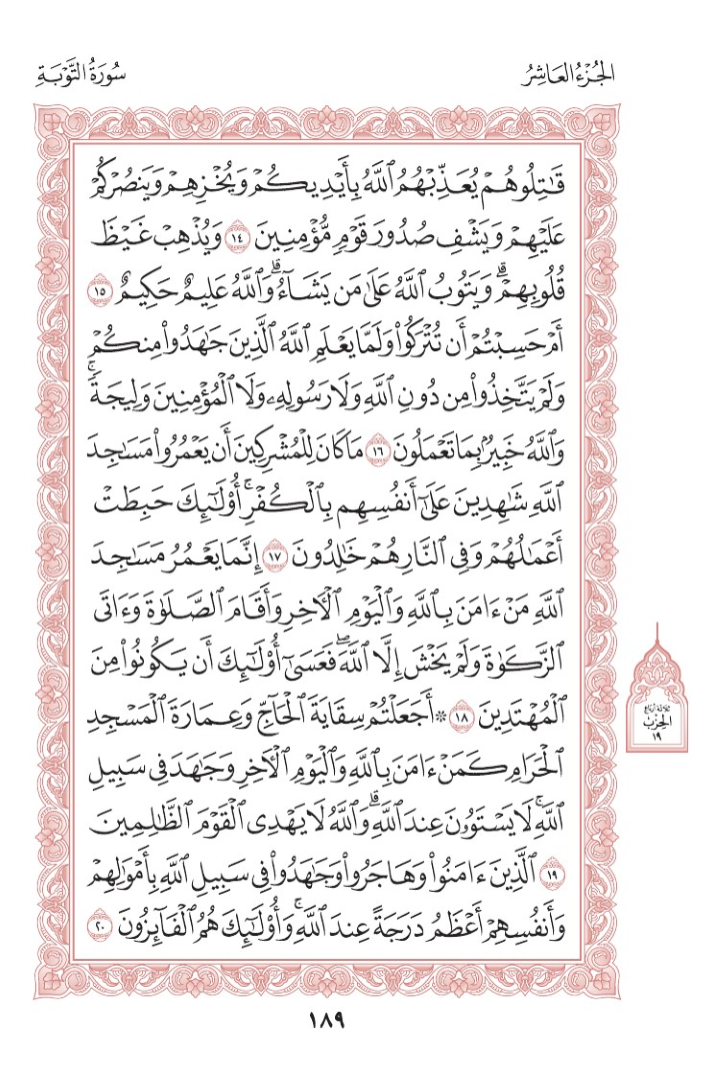 الجُزْءُ العَاشِرُ
سُورَةُ التَّوْبَةِ
قَٰتِلُوهُمْ يُعَذِّبْهُمُ ٱللَّهُ بِأَيْدِيكُمْ وَيُخْزِهِمْ وَيَنصُرْكُمْ
عَلَيْهِمْ وَيَشْفِ صُدُورَ قَوْمٍ مُّؤْمِنِينَ ١٤ وَيُذْهِبْ غَيْظَ
قُلُوبِهِمْۗ وَيَتُوبُ ٱللَّهُ عَلَىٰ مَن يَشَآءُۗ وَٱللَّهُ عَلِيمٌ حَكِيمٌ ١٥
أَمْ حَسِبْتُمْ أَن تُتْرَكُوا۟ وَلَمَّا يَعْلَمِ ٱللَّهُ ٱلَّذِينَ جَٰهَدُوا۟ مِنكُمْ
وَلَمْ يَتَّخِذُوا۟ مِن دُونِ ٱللَّهِ وَلَا رَسُولِهِۦ وَلَا ٱلْمُؤْمِنِينَ وَلِيجَةًۚ
وَٱللَّهُ خَبِيرٌۢ بِمَا تَعْمَلُونَ ١٦ مَا كَانَ لِلْمُشْرِكِينَ أَن يَعْمُرُوا۟ مَسَٰجِدَ
ٱللَّهِ شَٰهِدِينَ عَلَىٰٓ أَنفُسِهِم بِٱلْكُفْرِۚ أُو۟لَٰٓئِكَ حَبِطَتْ
أَعْمَٰلُهُمْ وَفِى ٱلنَّارِ هُمْ خَٰلِدُونَ ١٧ إِنَّمَا يَعْمُرُ مَسَٰجِدَ
ٱللَّهِ مَنْ ءَامَنَ بِٱللَّهِ وَٱلْيَوْمِ ٱلْءَاخِرِ وَأَقَامَ ٱلصَّلَوٰةَ وَءَاتَى
ٱلزَّكَوٰةَ وَلَمْ يَخْشَ إِلَّا ٱللَّهَۖ فَعَسَىٰٓ أُو۟لَٰٓئِكَ أَن يَكُونُوا۟ مِنَ
ٱلْمُهْتَدِينَ ١٨ ۞ أَجَعَلْتُمْ سِقَايَةَ ٱلْحَآجِّ وَعِمَارَةَ ٱلْمَسْجِدِ
ٱلْحَرَامِ كَمَنْ ءَامَنَ بِٱللَّهِ وَٱلْيَوْمِ ٱلْءَاخِرِ وَجَٰهَدَ فِى سَبِيلِ
ٱللَّهِۚ لَا يَسْتَوُۥنَ عِندَ ٱللَّهِۗ وَٱللَّهُ لَا يَهْدِى ٱلْقَوْمَ ٱلظَّٰلِمِينَ
١٩ ٱلَّذِينَ ءَامَنُوا۟ وَهَاجَرُوا۟ وَجَٰهَدُوا۟ فِى سَبِيلِ ٱللَّهِ بِأَمْوَٰلِهِمْ
وَأَنفُسِهِمْ أَعْظَمُ دَرَجَةً عِندَ ٱللَّهِۚ وَأُو۟لَٰٓئِكَ هُمُ ٱلْفَآئِزُونَ ٢٠
ثلاثة أرباع
الحِزْب
١٩
١٨٩